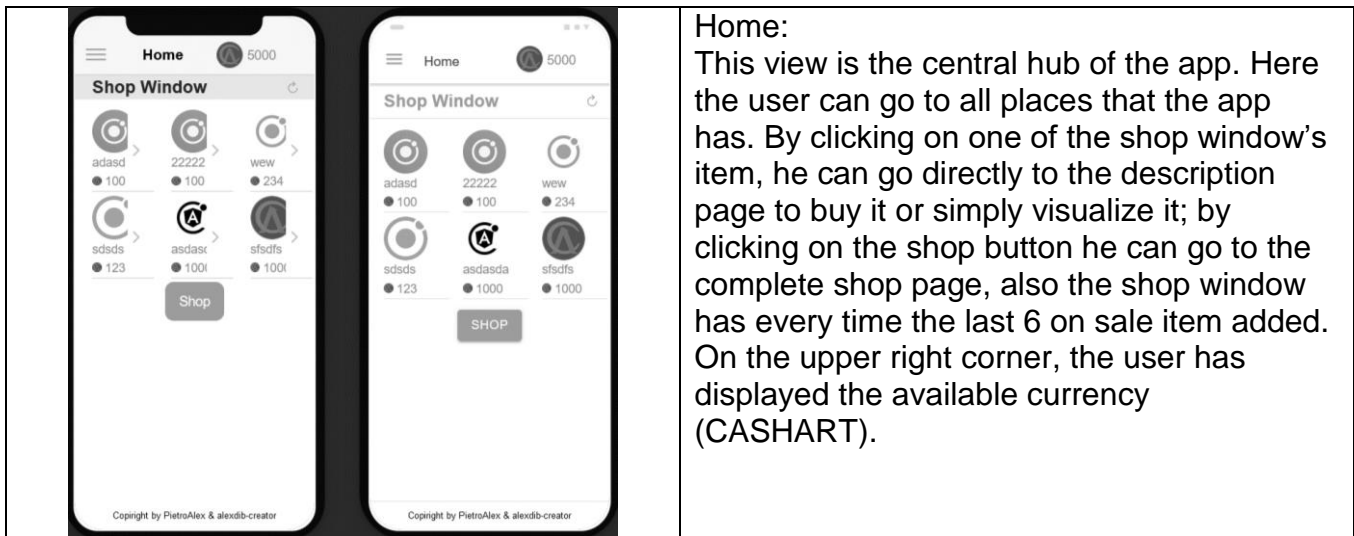 Home 5000
Shop Window
adasd 22222 wew
100 100 234
sdsds asdasc sfsdfs
123 100( 100(
Shop
Copiright by PietroAlex & alexdib-creator
Home 5000
Shop Window
adasd 22222 wew
100 100 234
sdsds asdasda sfsdfs
123 1000 1000
SHOP
Copiright by PietroAlex & alexdib-creator
Home:
This view is the central hub of the app. Here
the user can go to all places that the app
has. By clicking on one of the shop window’s
item, he can go directly to the description
page to buy it or simply visualize it; by
clicking on the shop button he can go to the
complete shop page, also the shop window
has every time the last 6 on sale item added.
On the upper right corner, the user has
displayed the available currency
(CASHART).